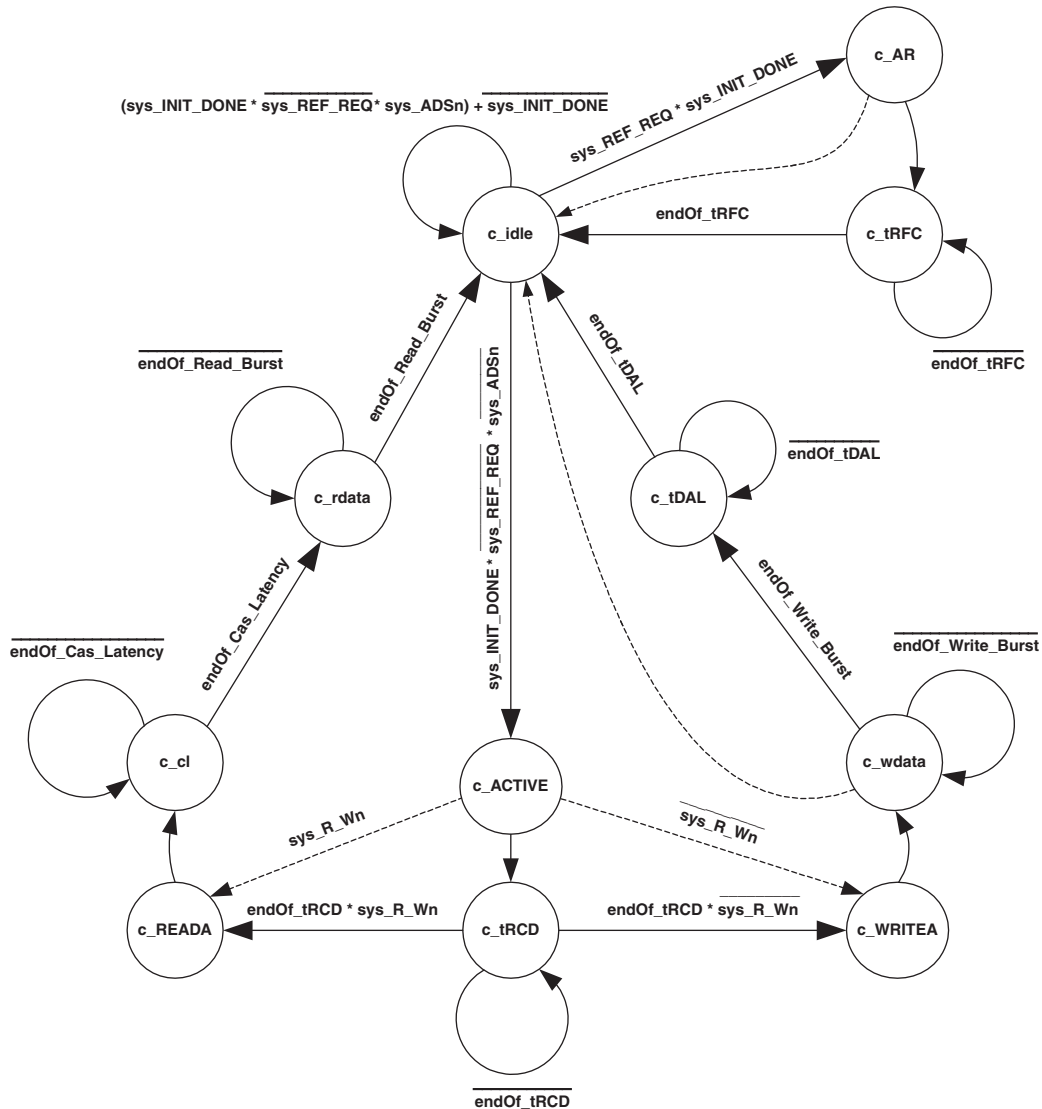 c_AR
(sys_INIT_DONE * sys_REF_REQ* sys_ADSn) + sys_INIT_DONE
sys_REF_REQ * sys_INIT_DONE
c_idle
endOf_tRFC
c_tRFC
endOf_tRFC
endOf_Read_Burst
endOf_Read_Burst
sys_INIT_DONE * sys_REF_REQ * sys_ADSn
endOf_tDAL
endOf_tDAL
c_rdata
c_tDAL
endOf_Cas_Latency
endOf_Cas_Latency
endOf_Write_Burst
endOf_Write_Burst
c_cl
c_ACTIVE
c_wdata
sys_R_Wn
sys_R_Wn
c_READA
endOf_tRCD * sys_R_Wn
c_tRCD
endOf_tRCD * sys_R_Wn
c_WRITEA
endOf_tRCD